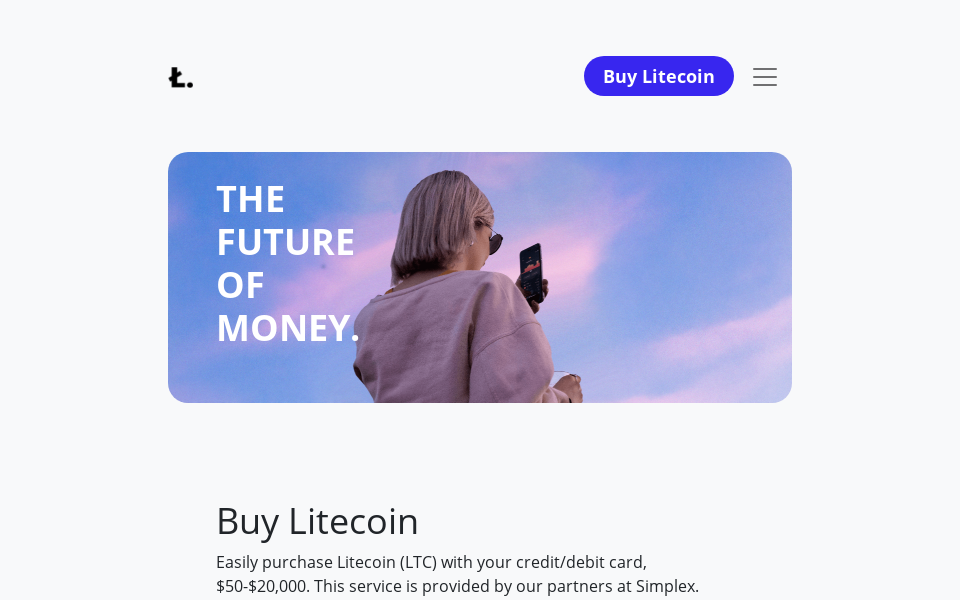 Ł.
Buy Litecoin
THE
FUTURE
OF
MONEY.
Buy Litecoin
Easily purchase Litecoin (LTC) with your credit/debit card,
$50-$20,000. This service is provided by our partners at Simplex.